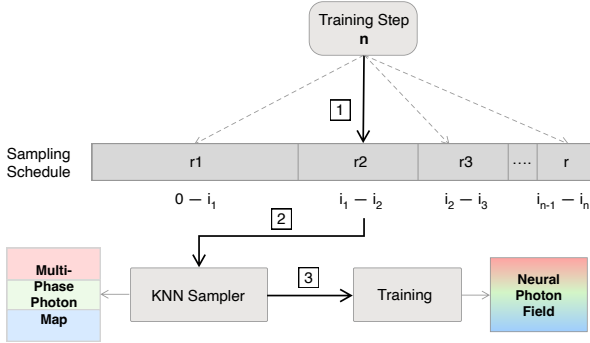 Training Step
n
1
Sampling
Schedule
r1
r2
r3
....
r
0 – i₁
i₁ – i₂
i₂ – i₃
iₙ₋₁ – iₙ
2
Multi-
Phase
Photon
Map
KNN Sampler
3
Training
Neural
Photon
Field